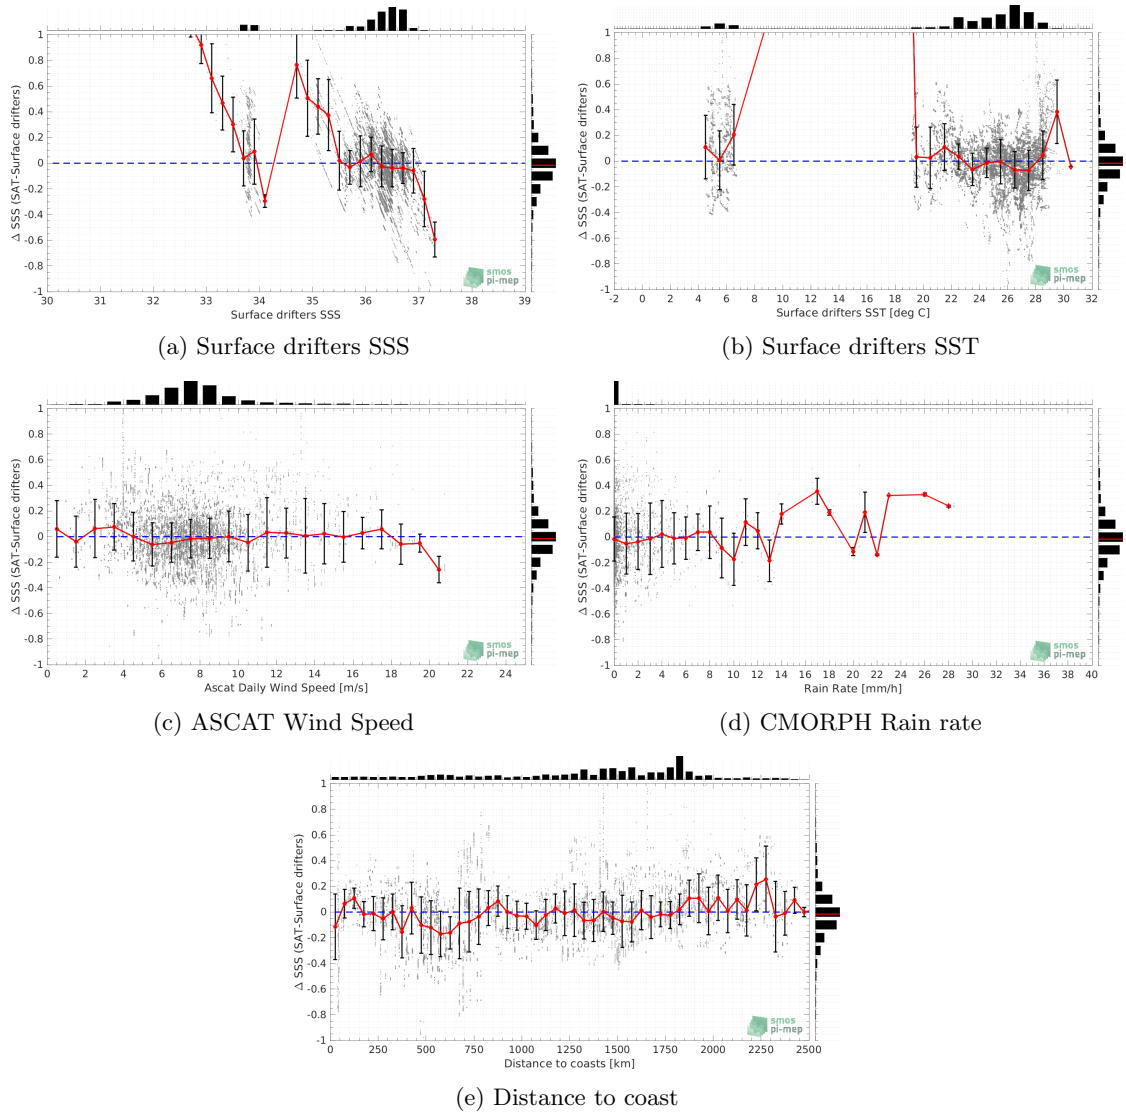 1
0.8
0.6
0.4
0.2
0
-0.2
-0.4
-0.6
-0.8
-1
Δ SSS (SAT-Surface drifters)
30 31 32 33 34 35 36 37 38 39
Surface drifters SSS
smos
pi-mep
(a) Surface drifters SSS
1
0.8
0.6
0.4
0.2
0
-0.2
-0.4
-0.6
-0.8
-1
Δ SSS (SAT-Surface drifters)
-2 0 2 4 6 8 10 12 14 16 18 20 22 24 26 28 30 32
Surface drifters SST [deg C]
smos
pi-mep
(b) Surface drifters SST
1
0.8
0.6
0.4
0.2
0
-0.2
-0.4
-0.6
-0.8
-1
Δ SSS (SAT-Surface drifters)
0 2 4 6 8 10 12 14 16 18 20 22 24
Ascat Daily Wind Speed [m/s]
smos
pi-mep
(c) ASCAT Wind Speed
1
0.8
0.6
0.4
0.2
0
-0.2
-0.4
-0.6
-0.8
-1
Δ SSS (SAT-Surface drifters)
0 2 4 6 8 10 12 14 16 18 20 22 24 26 28 30 32 34 36 38 40
Rain Rate [mm/h]
smos
pi-mep
(d) CMORPH Rain rate
1
0.8
0.6
0.4
0.2
0
-0.2
-0.4
-0.6
-0.8
-1
Δ SSS (SAT-Surface drifters)
0 250 500 750 1000 1250 1500 1750 2000 2250 2500
Distance to coasts [km]
smos
pi-mep
(e) Distance to coast